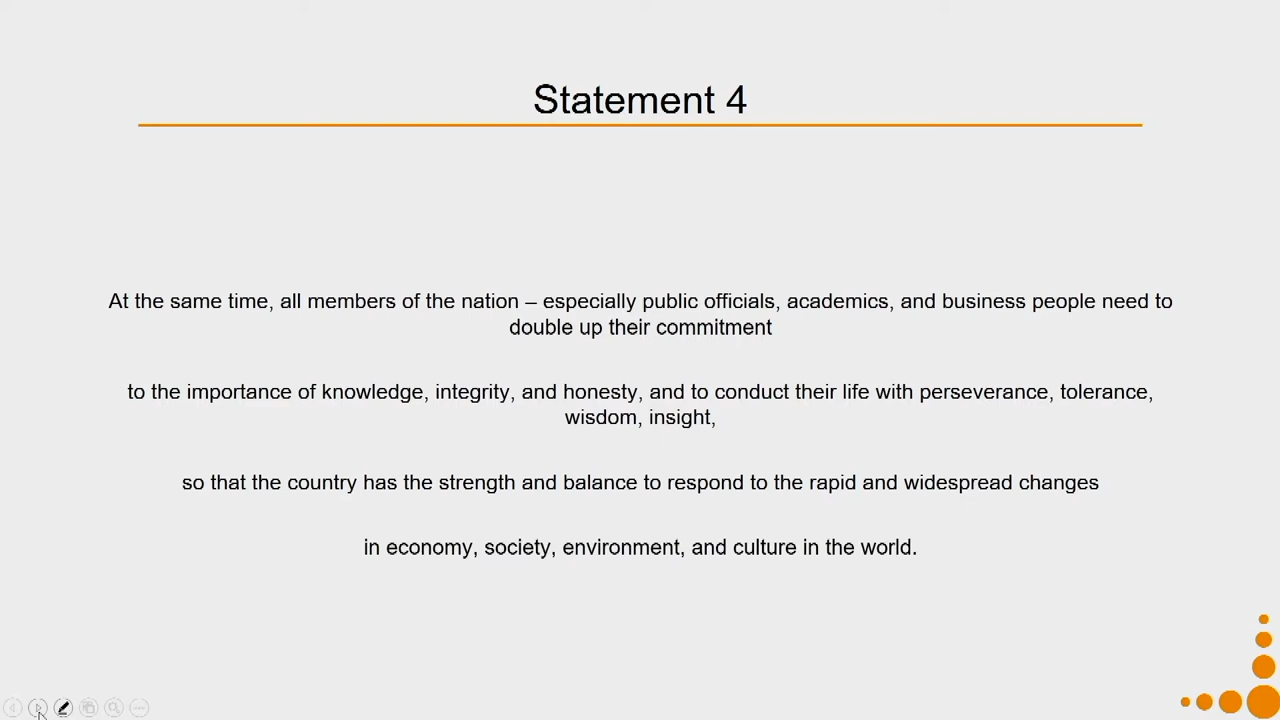 Statement 4
At the same time, all members of the nation – especially public officials, academics, and business people need to
double up their commitment
to the importance of knowledge, integrity, and honesty, and to conduct their life with perseverance, tolerance,
wisdom, insight,
so that the country has the strength and balance to respond to the rapid and widespread changes
in economy, society, environment, and culture in the world.